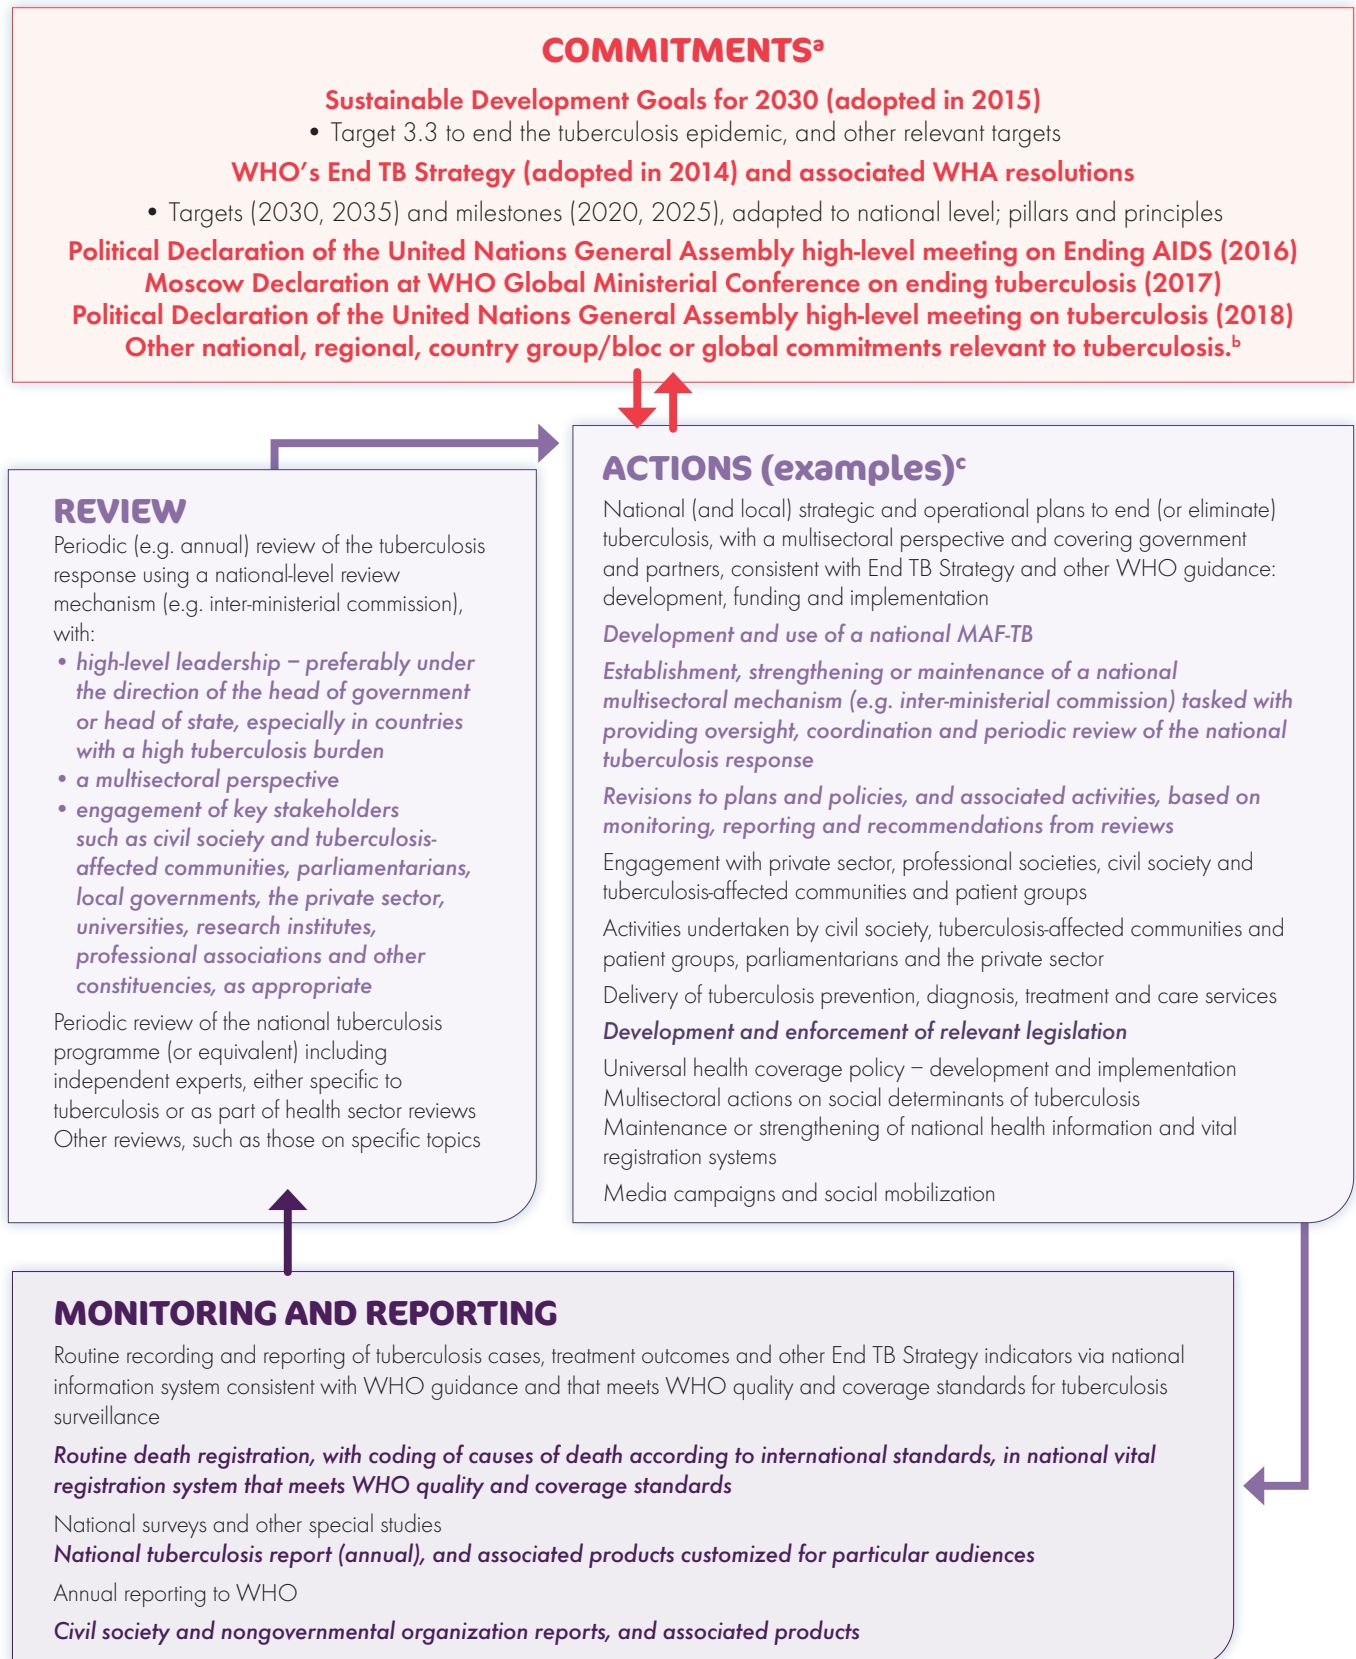 COMMITMENTSᵃ
Sustainable Development Goals for 2030 (adopted in 2015)
• Target 3.3 to end the tuberculosis epidemic, and other relevant targets
WHO’s End TB Strategy (adopted in 2014) and associated WHA resolutions
• Targets (2030, 2035) and milestones (2020, 2025), adapted to national level; pillars and principles
Political Declaration of the United Nations General Assembly high-level meeting on Ending AIDS (2016)
Moscow Declaration at WHO Global Ministerial Conference on ending tuberculosis (2017)
Political Declaration of the United Nations General Assembly high-level meeting on tuberculosis (2018)
Other national, regional, country group/bloc or global commitments relevant to tuberculosis.ᵇ
REVIEW
Periodic (e.g. annual) review of the tuberculosis
response using a national-level review
mechanism (e.g. inter-ministerial commission),
with:
• high-level leadership – preferably under
the direction of the head of government
or head of state, especially in countries
with a high tuberculosis burden
• a multisectoral perspective
• engagement of key stakeholders
such as civil society and tuberculosis-
affected communities, parliamentarians,
local governments, the private sector,
universities, research institutes,
professional associations and other
constituencies, as appropriate
Periodic review of the national tuberculosis
programme (or equivalent) including
independent experts, either specific to
tuberculosis or as part of health sector reviews
Other reviews, such as those on specific topics
ACTIONS (examples)ᶜ
National (and local) strategic and operational plans to end (or eliminate)
tuberculosis, with a multisectoral perspective and covering government
and partners, consistent with End TB Strategy and other WHO guidance:
development, funding and implementation
Development and use of a national MAF-TB
Establishment, strengthening or maintenance of a national
multisectoral mechanism (e.g. inter-ministerial commission) tasked with
providing oversight, coordination and periodic review of the national
tuberculosis response
Revisions to plans and policies, and associated activities, based on
monitoring, reporting and recommendations from reviews
Engagement with private sector, professional societies, civil society and
tuberculosis-affected communities and patient groups
Activities undertaken by civil society, tuberculosis-affected communities and
patient groups, parliamentarians and the private sector
Delivery of tuberculosis prevention, diagnosis, treatment and care services
Development and enforcement of relevant legislation
Universal health coverage policy – development and implementation
Multisectoral actions on social determinants of tuberculosis
Maintenance or strengthening of national health information and vital
registration systems
Media campaigns and social mobilization
MONITORING AND REPORTING
Routine recording and reporting of tuberculosis cases, treatment outcomes and other End TB Strategy indicators via national
information system consistent with WHO guidance and that meets WHO quality and coverage standards for tuberculosis
surveillance
Routine death registration, with coding of causes of death according to international standards, in national vital
registration system that meets WHO quality and coverage standards
National surveys and other special studies
National tuberculosis report (annual), and associated products customized for particular audiences
Annual reporting to WHO
Civil society and nongovernmental organization reports, and associated products